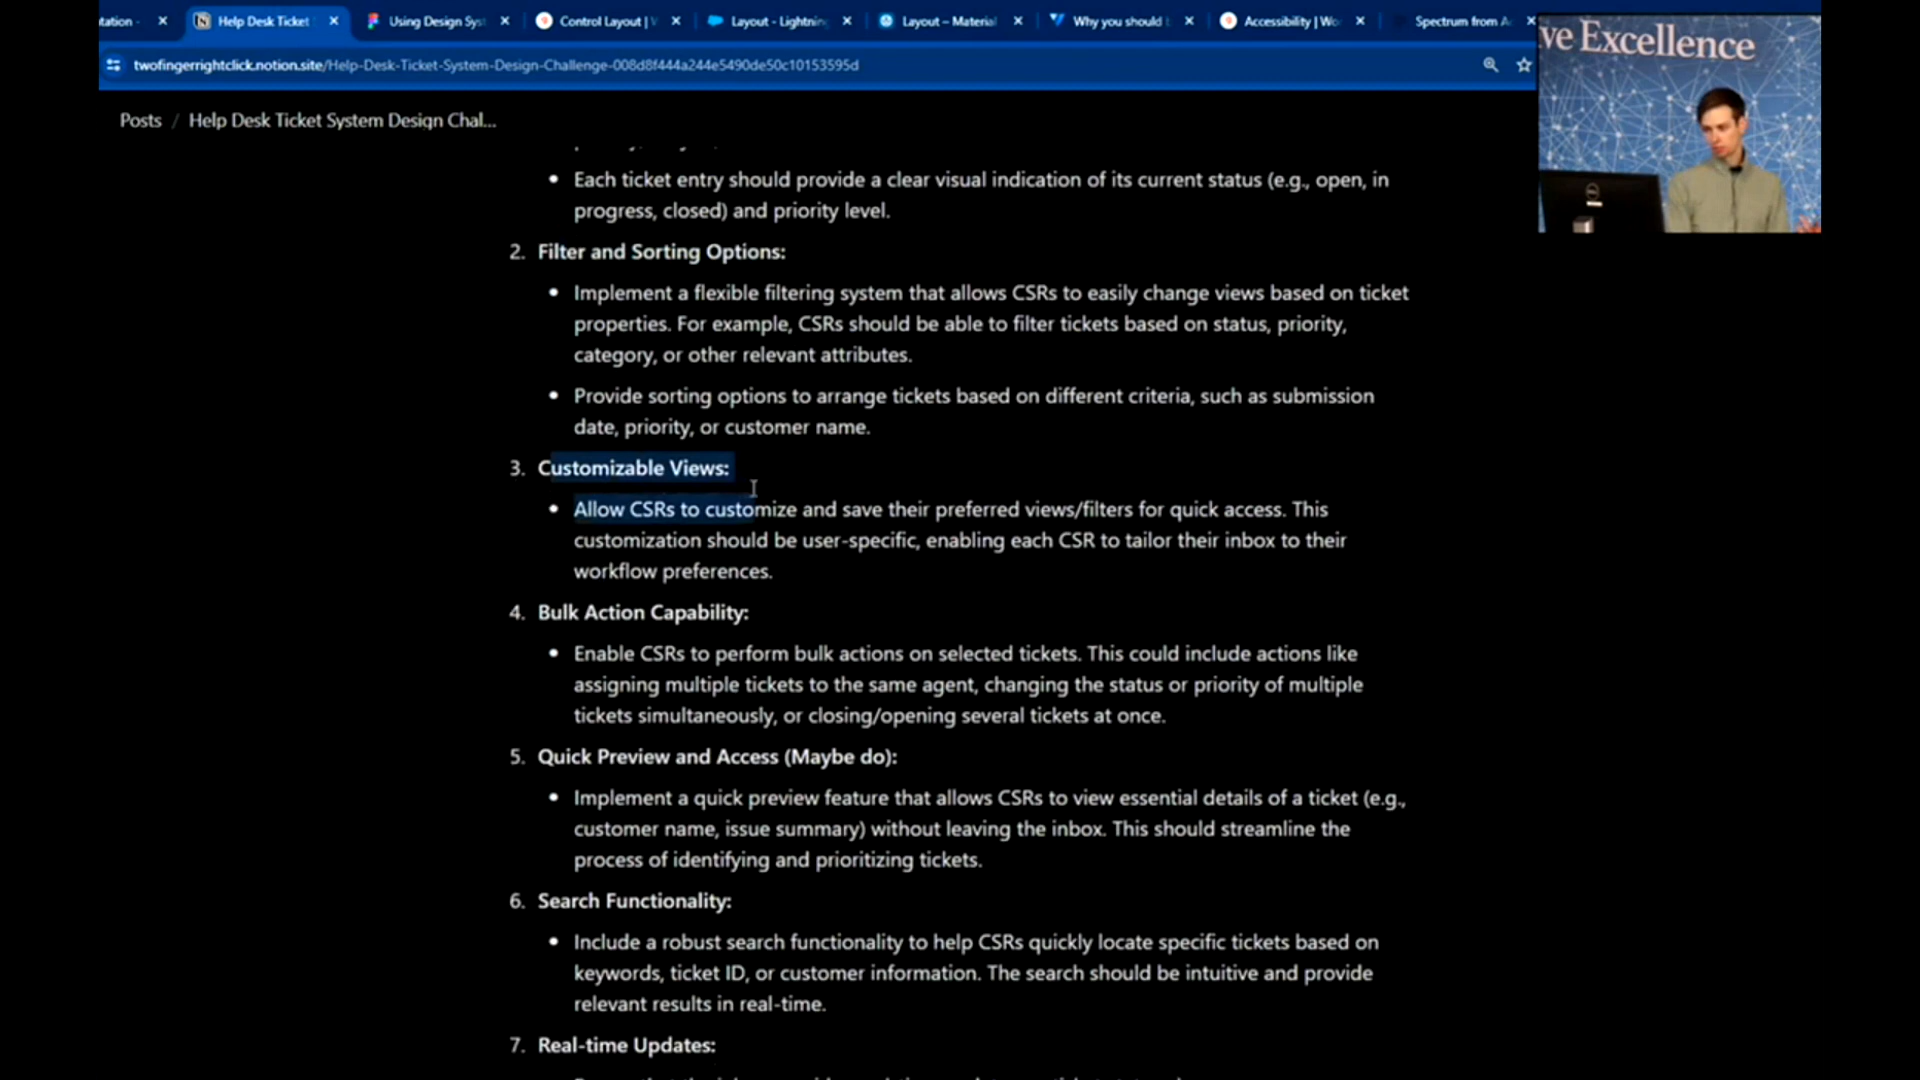 tation -
Help Desk Ticket
Using Design Sys
Control Layout |
Layout - Lightning
Layout – Material
Why you should
Accessibility | Wo
Spectrum from A
twofingerrightclick.notion.site/Help-Desk-Ticket-System-Design-Challenge-008d8f444a244e5490de50c10153595d
ve Excellence
Posts / Help Desk Ticket System Design Chal...
• Each ticket entry should provide a clear visual indication of its current status (e.g., open, in
progress, closed) and priority level.
2. Filter and Sorting Options:
• Implement a flexible filtering system that allows CSRs to easily change views based on ticket
properties. For example, CSRs should be able to filter tickets based on status, priority,
category, or other relevant attributes.
• Provide sorting options to arrange tickets based on different criteria, such as submission
date, priority, or customer name.
3. Customizable Views:
• Allow CSRs to customize and save their preferred views/filters for quick access. This
customization should be user-specific, enabling each CSR to tailor their inbox to their
workflow preferences.
4. Bulk Action Capability:
• Enable CSRs to perform bulk actions on selected tickets. This could include actions like
assigning multiple tickets to the same agent, changing the status or priority of multiple
tickets simultaneously, or closing/opening several tickets at once.
5. Quick Preview and Access (Maybe do):
• Implement a quick preview feature that allows CSRs to view essential details of a ticket (e.g.,
customer name, issue summary) without leaving the inbox. This should streamline the
process of identifying and prioritizing tickets.
6. Search Functionality:
• Include a robust search functionality to help CSRs quickly locate specific tickets based on
keywords, ticket ID, or customer information. The search should be intuitive and provide
relevant results in real-time.
7. Real-time Updates: